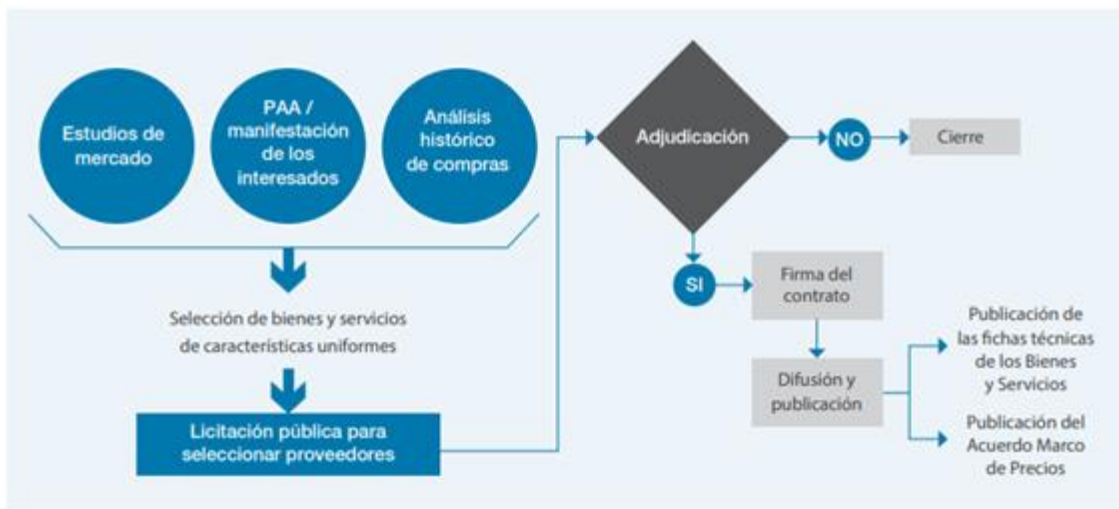 Estudios de
mercado
PAA /
manifestación
de los
interesados
Análisis
histórico
de compras
Selección de bienes y servicios
de características uniformes
Licitación pública para
seleccionar proveedores
Adjudicación
NO
Cierre
SI
Firma del
contrato
Difusión y
publicación
Publicación de
las fichas técnicas
de los Bienes
y Servicios
Publicación del
Acuerdo Marco
de Precios